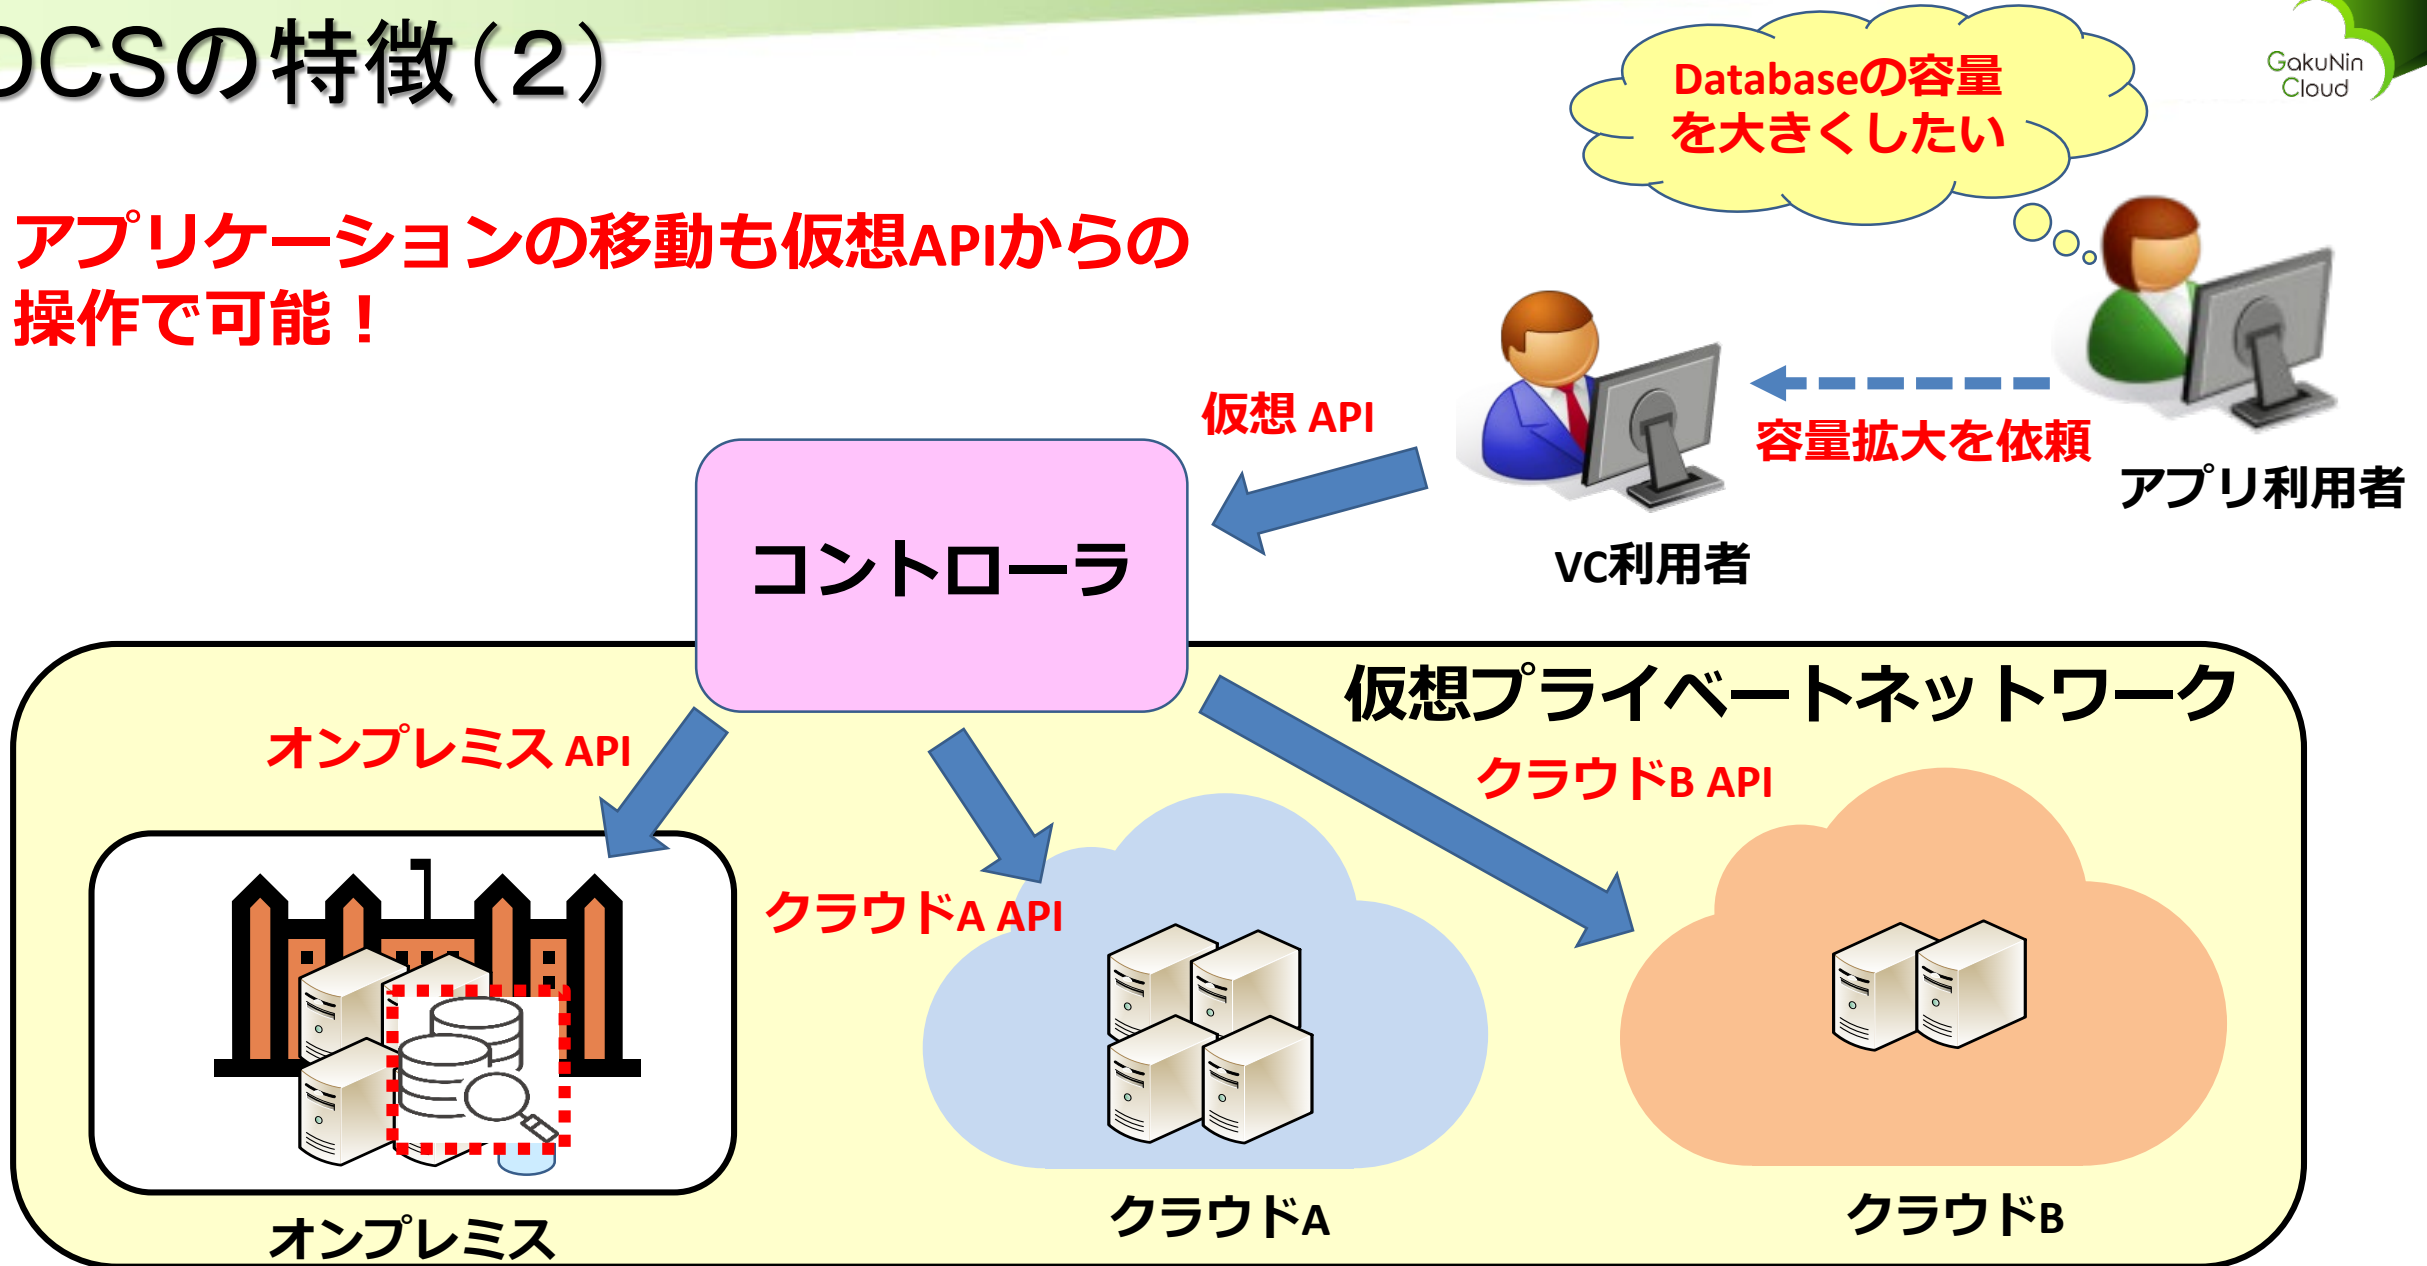 OCSの特徴（２）
GakuNin
Cloud
Databaseの容量
を大きくしたい
アプリケーションの移動も仮想APIからの
操作で可能！
仮想 API
容量拡大を依頼
アプリ利用者
VC利用者
コントローラ
仮想プライベートネットワーク
オンプレミス API
クラウドB API
クラウドA API
オンプレミス
クラウドA
クラウドB